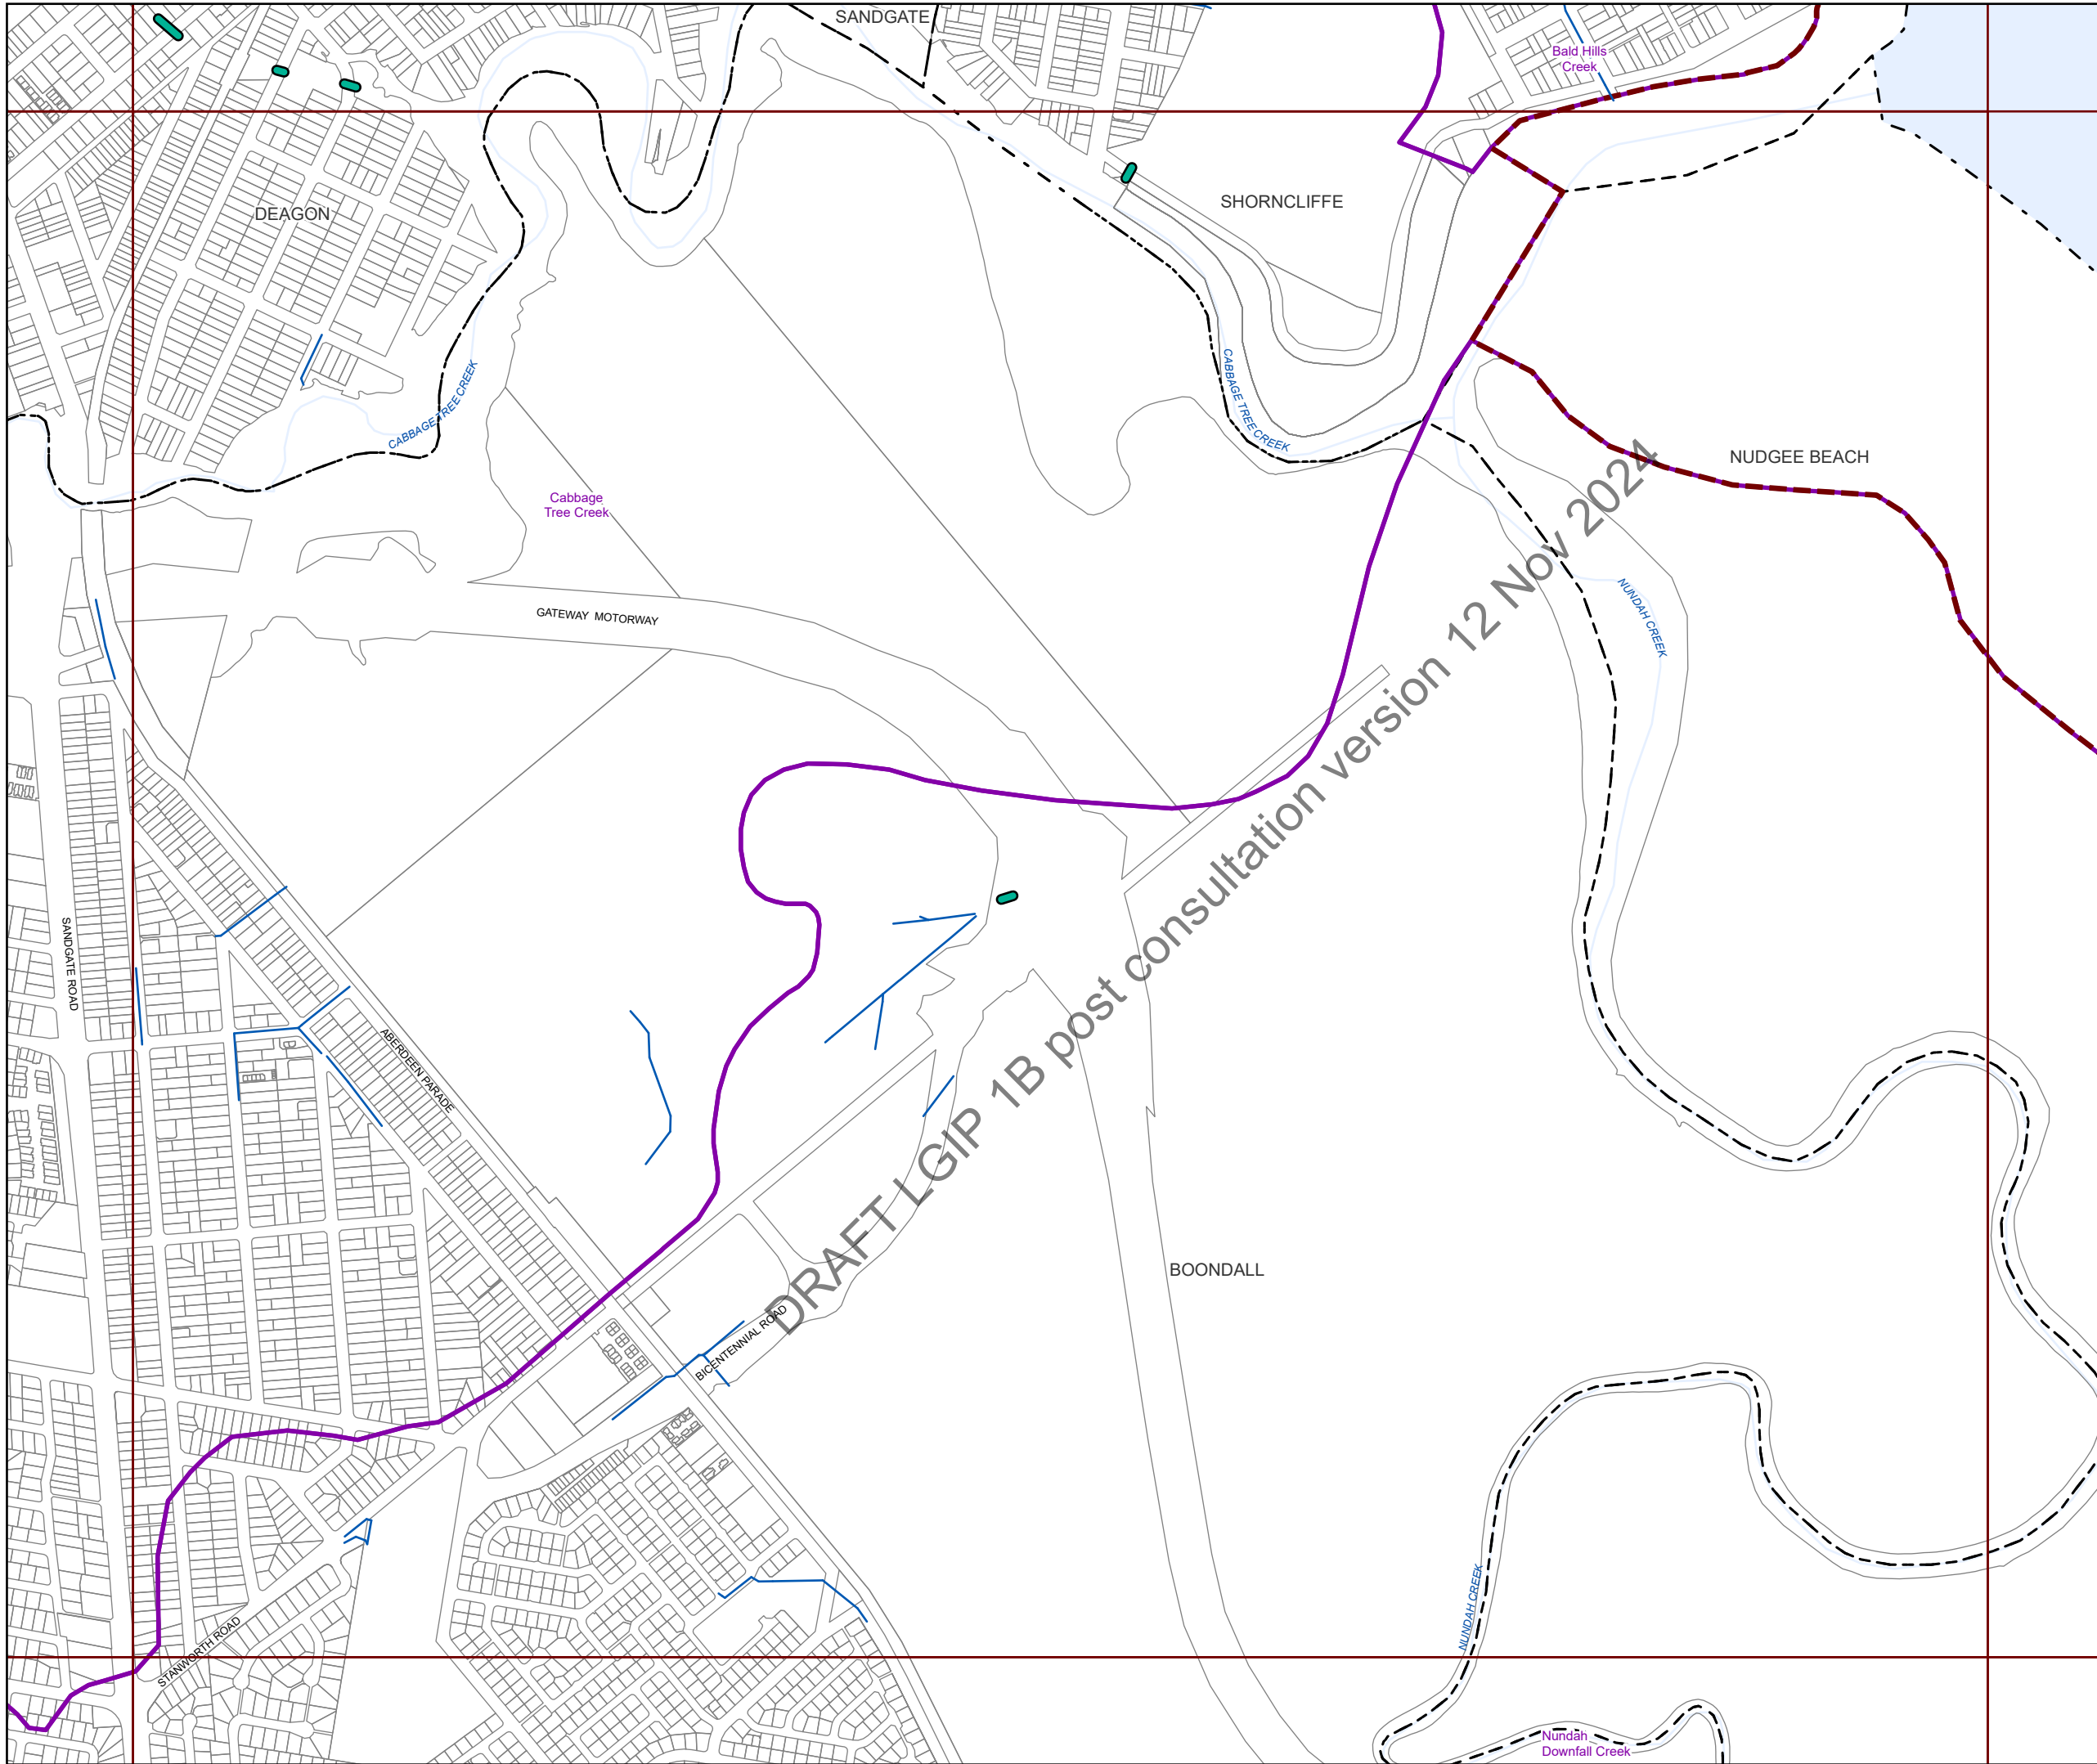 SANDGATE
Bald Hills
Creek
DEAGON
SHORNCLIFFE
CABBAGE TREE CREEK
CABBAGE TREE CREEK
NUDGEE BEACH
Cabbage
Tree Creek
GATEWAY MOTORWAY
NUNDAH CREEK
SANDGATE ROAD
ABERDEEN PARADE
DRAFT LGIP 1B post consultation version 12 Nov 2024
BOONDALL
BICENTENNIAL ROAD
STANWORTH ROAD
NUNDAH CREEK
Nundah
Downfall Creek